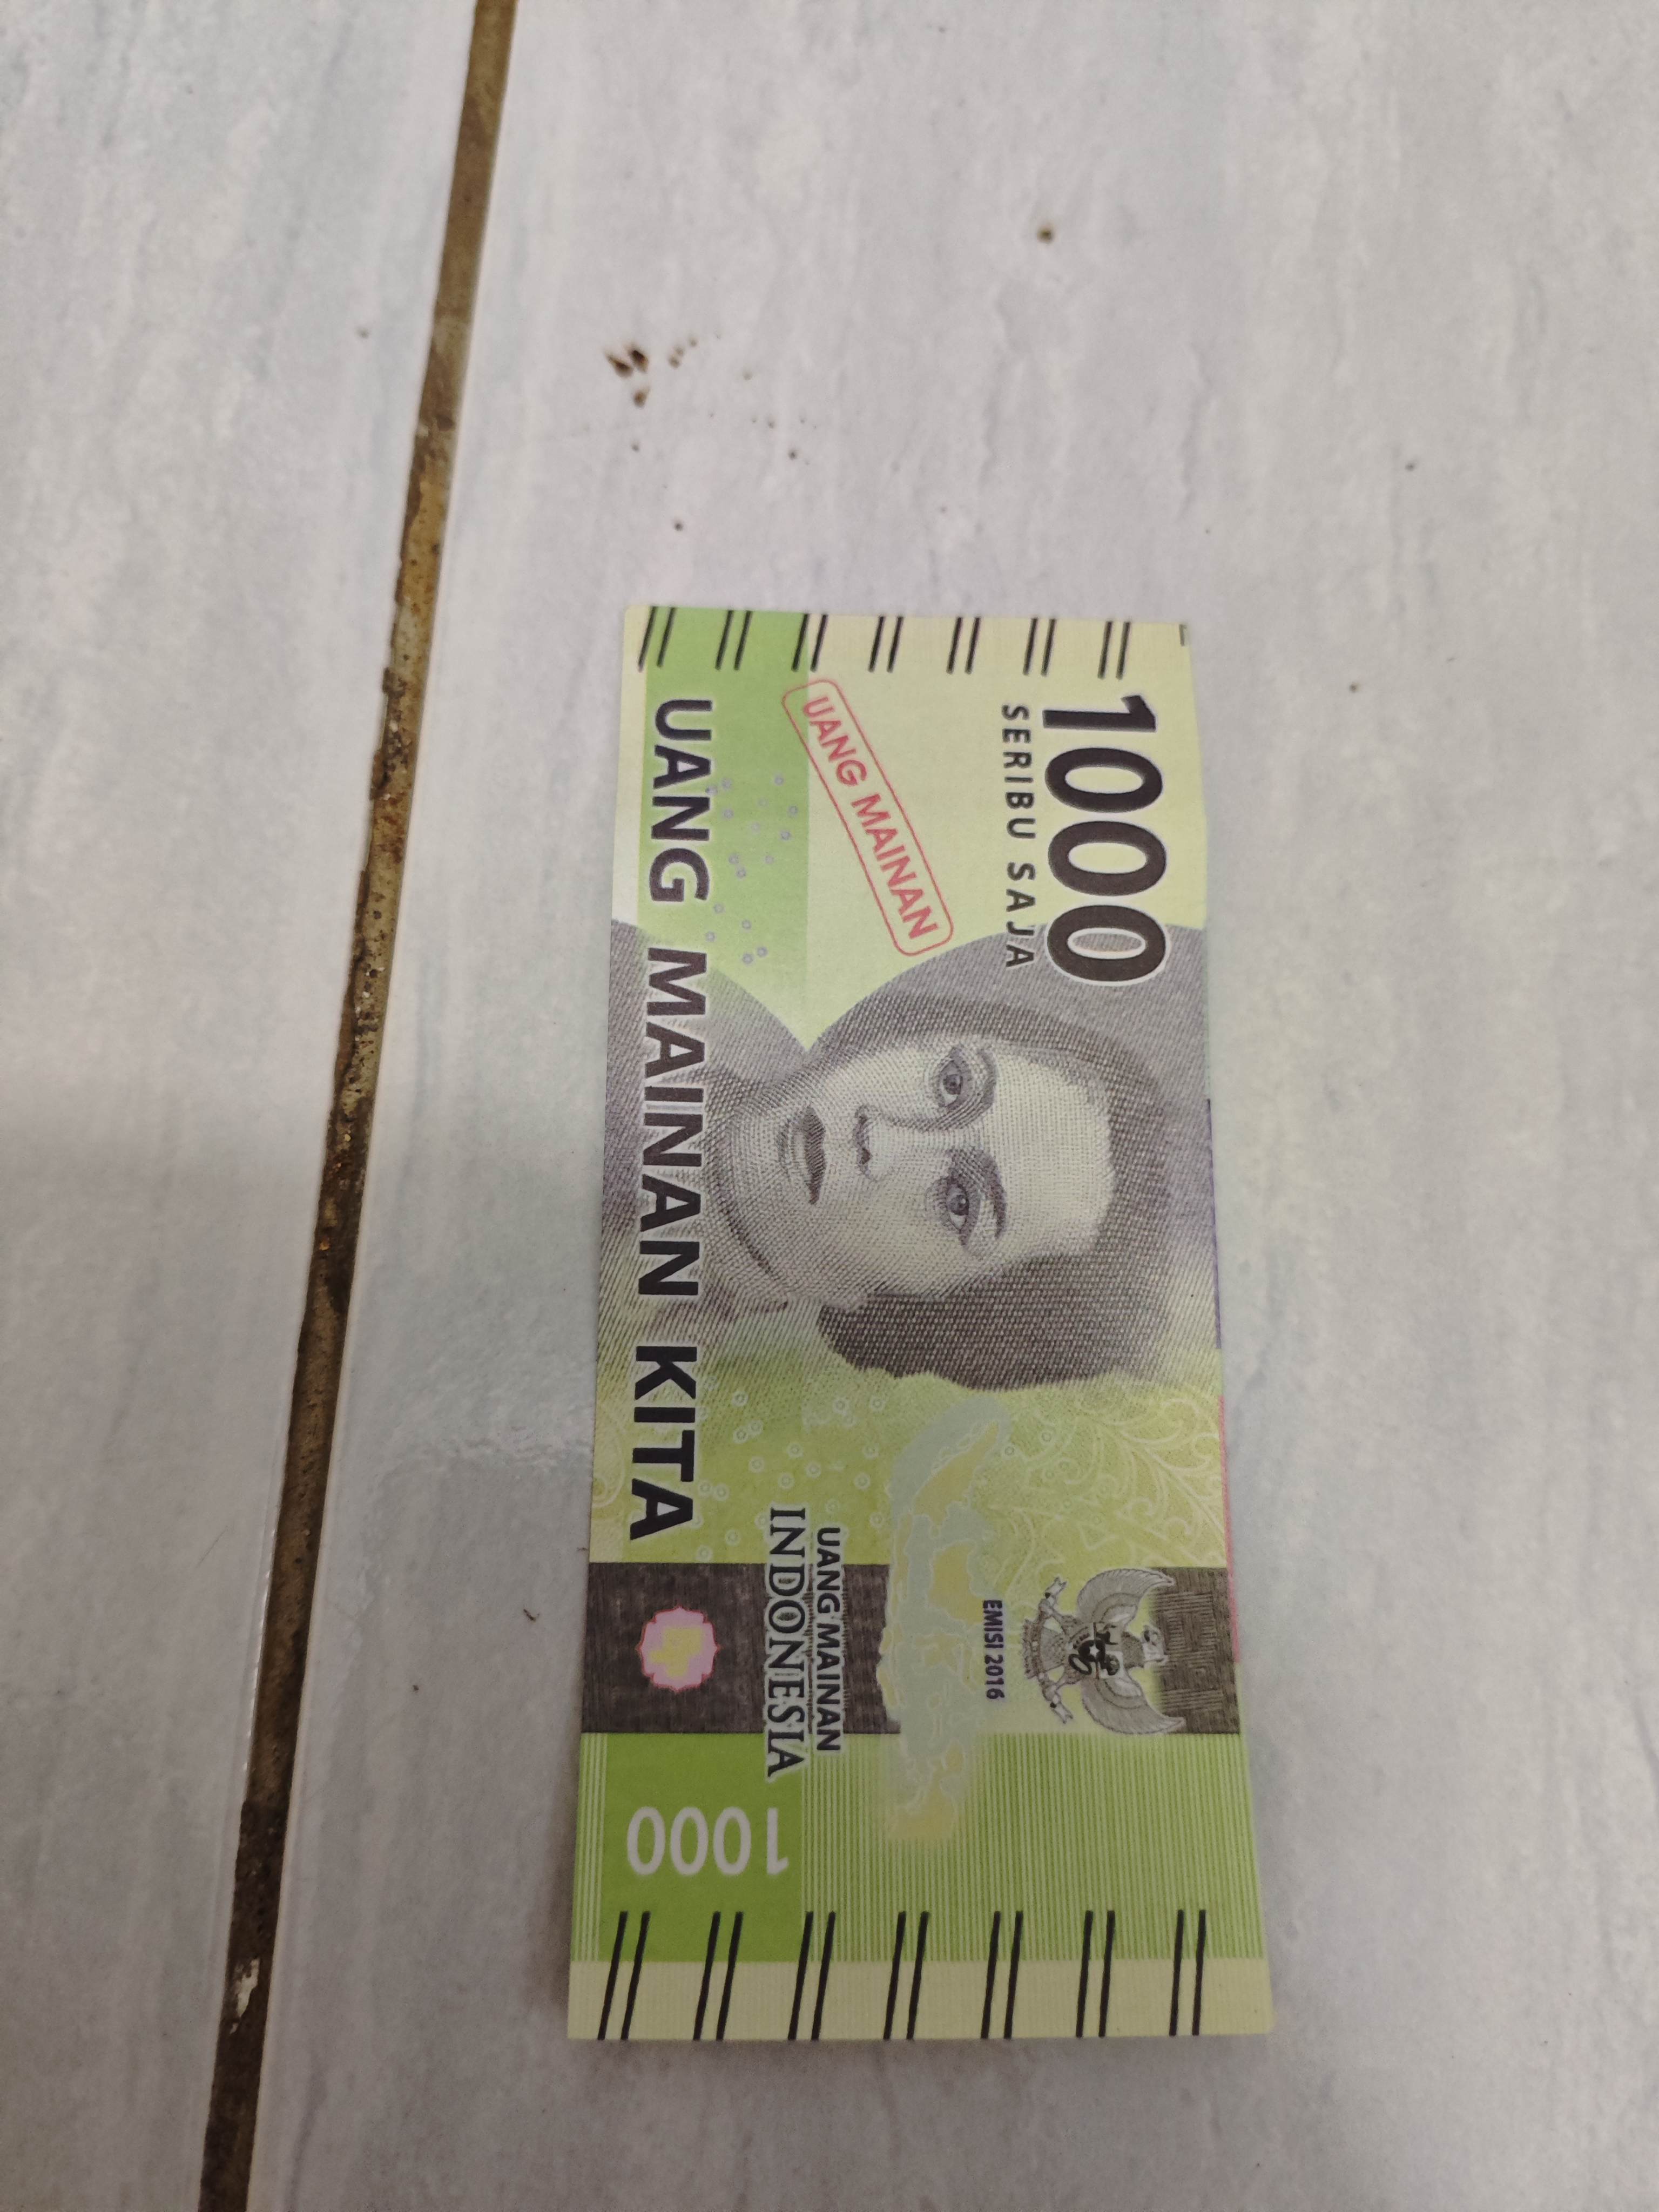 1000
SERIBU SAJA
UANG MAINAN
UANG MAINAN KITA
EMISI 2016
UANG MAINAN
INDONESIA
1000